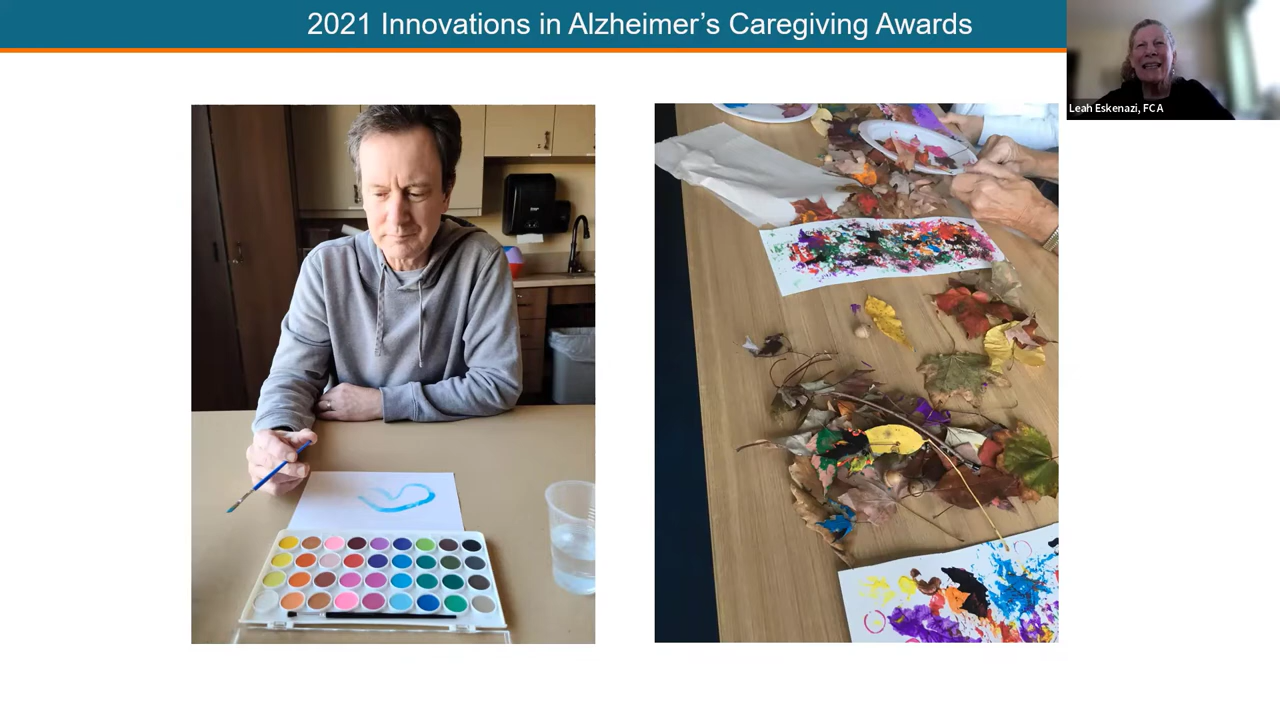 2021 Innovations in Alzheimer's Caregiving Awards
Leah Eskenazi, FCA